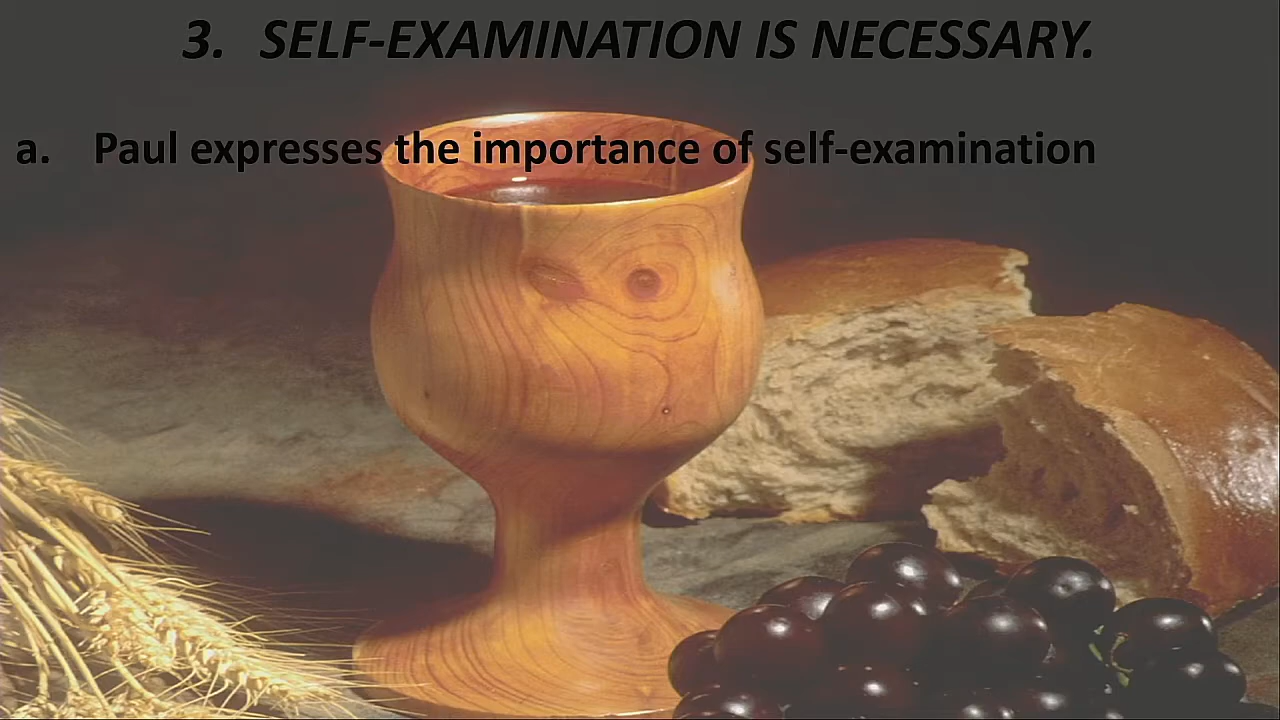 3. SELF-EXAMINATION IS NECESSARY.
a. Paul expresses the importance of self-examination